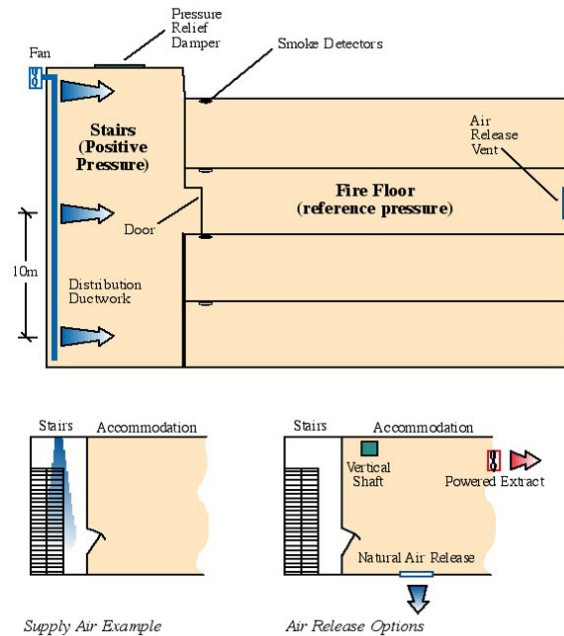 Pressure
Relief
Damper
Fan
Smoke Detectors
Stairs
(Positive
Pressure)
Air
Release
Vent
Fire Floor
(reference pressure)
Door
10m
Distribution
Ductwork
Stairs
Accommodation
Stairs
Accommodation
Vertical
Shaft
Powered Extract
Natural Air Release
Supply Air Example
Air Release Options